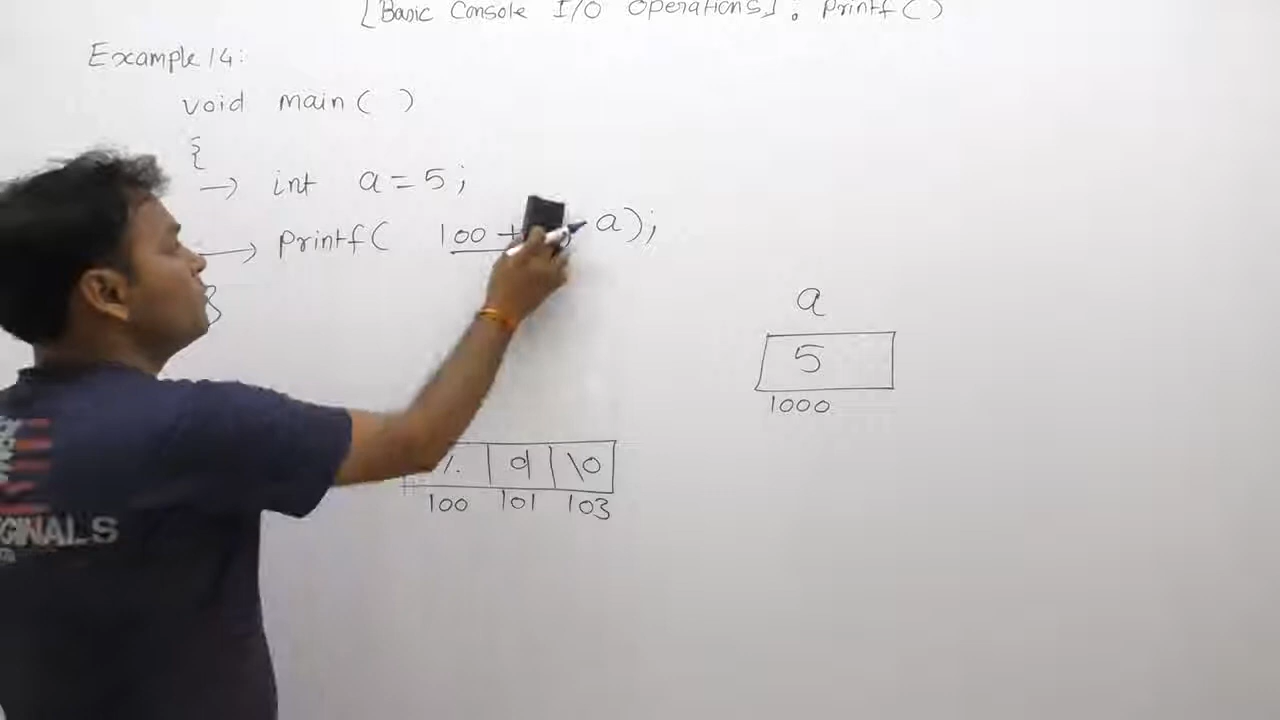 [Basic Console I/O Operations] : Printf( )
Example 14:
void main( )
{
→ int a = 5;
→ Printf( 100 + , a);
}
a
5
1000
% d \0
100 101 103
GINALS